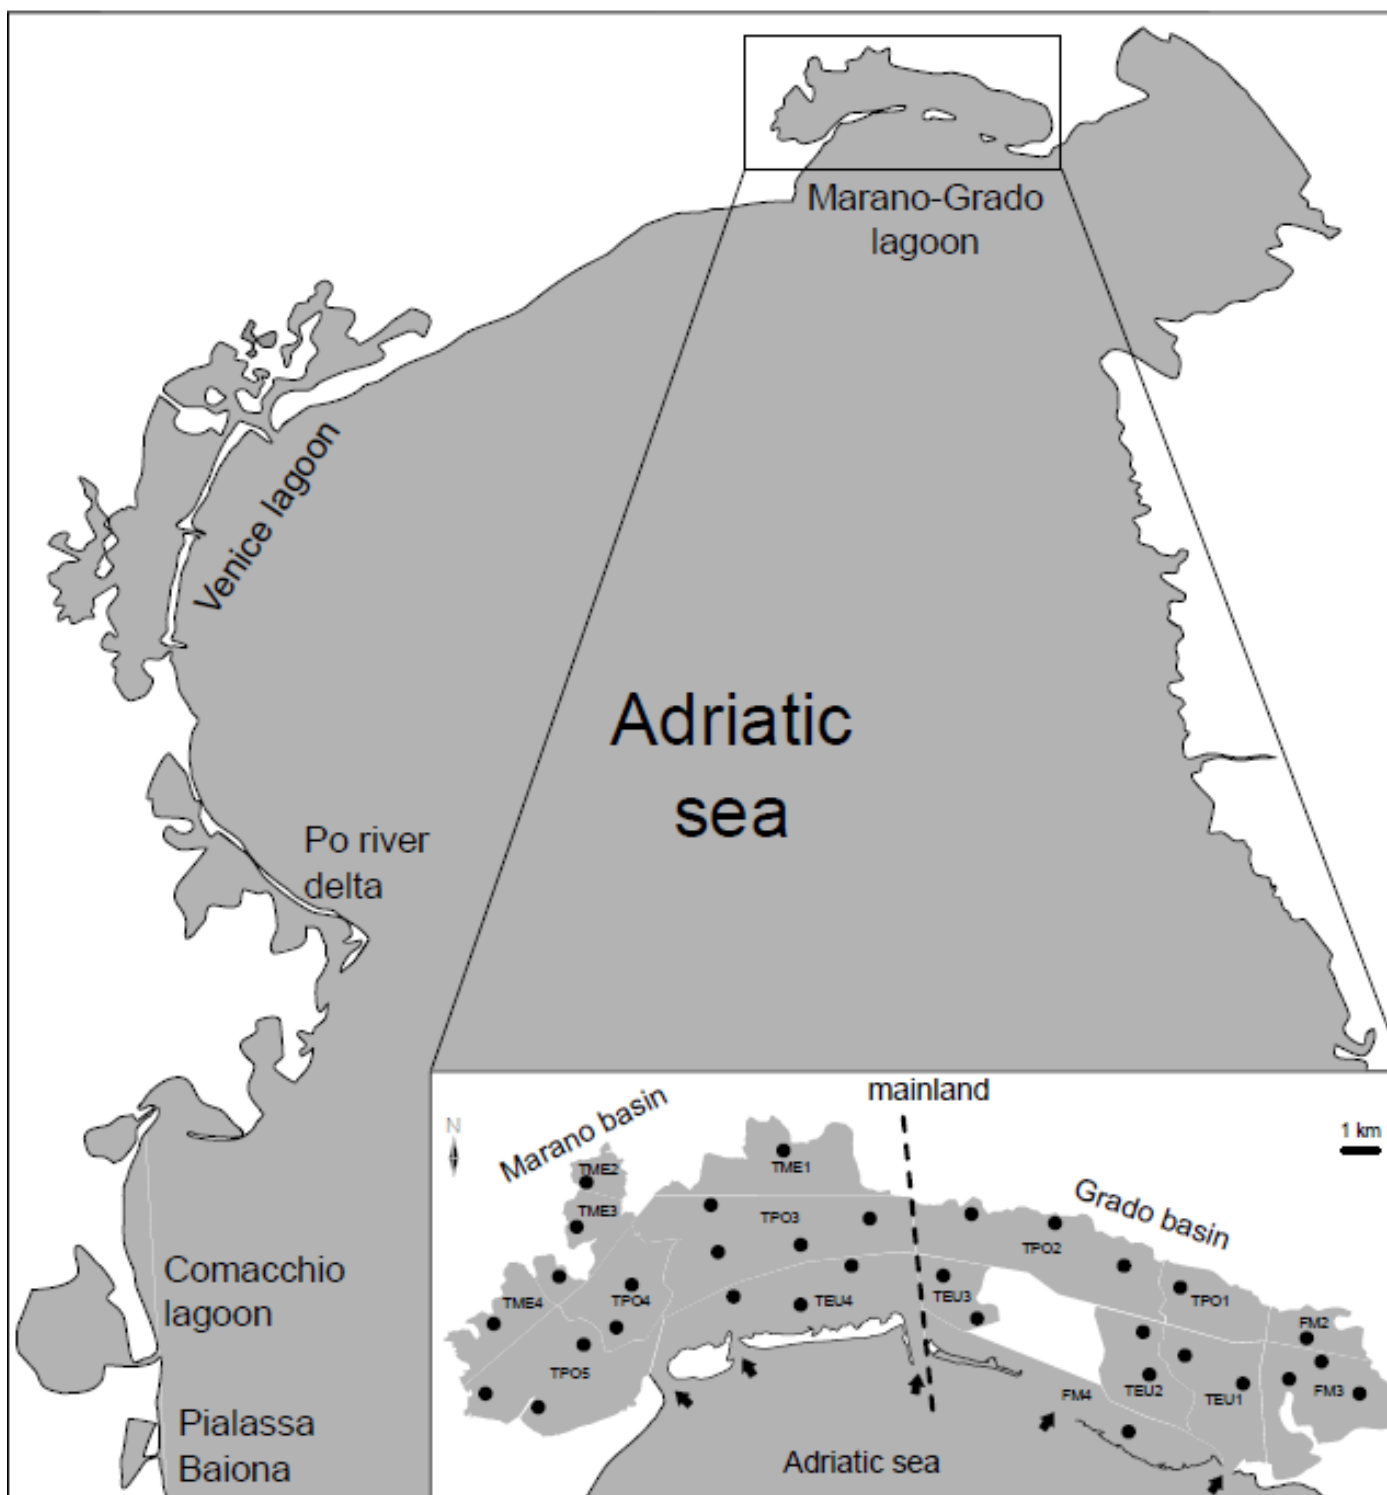 Marano-Grado
lagoon
Venice lagoon
Adriatic
sea
Po river
delta
Comacchio
lagoon
Pialassa
Baiona
mainland
Marano basin
Grado basin
N
1 km
TME2
TME1
TME3
TPO3
TPO2
TME4
TPO4
TEU4
TEU3
TPO1
FM2
TPO5
FM4
TEU2
TEU1
FM3
Adriatic sea